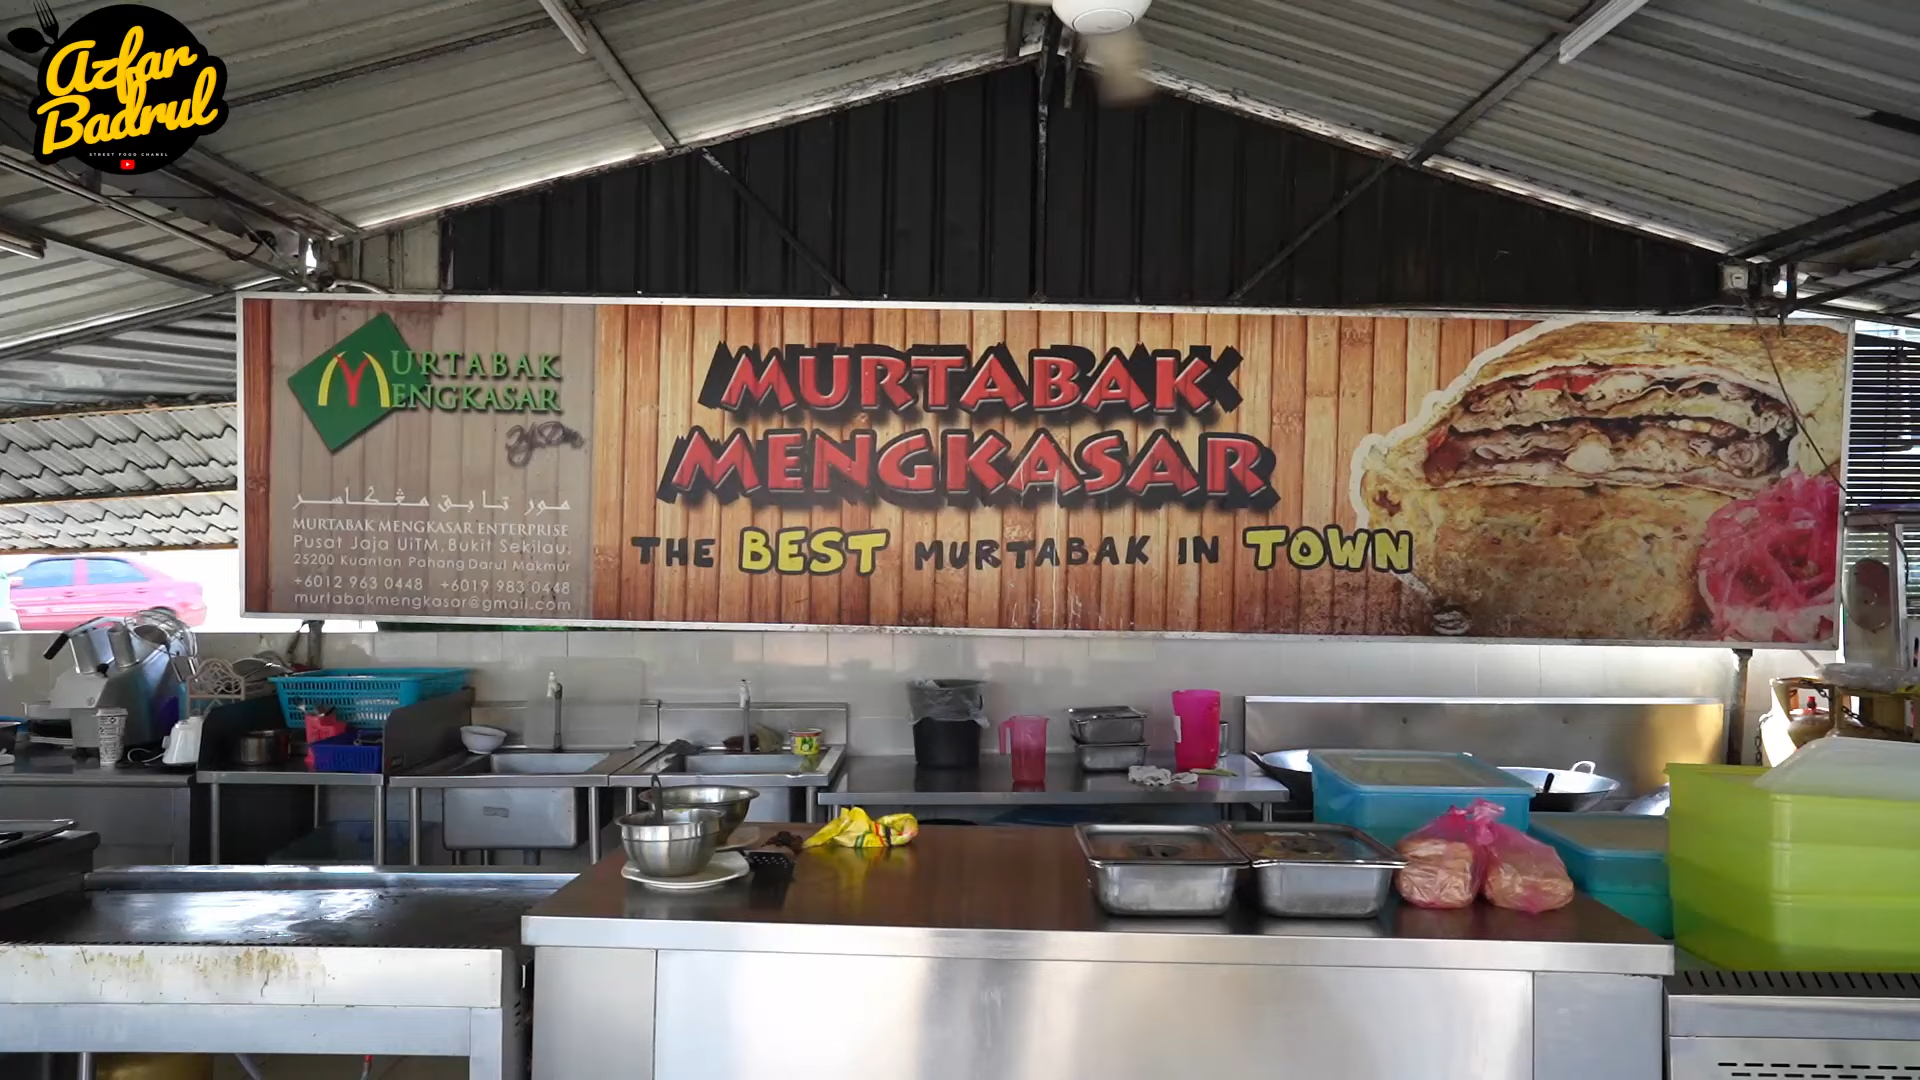 Azfar
Badrul
STREET FOOD CHANEL
MURTABAK
MENGKASAR
مور تابق مڠکاسر
MURTABAK MENGKASAR ENTERPRISE
Pusat Jaja UiTM, Bukit Sekilau,
25200 Kuantan Pahang Darul Makmur
+6012 963 0448 +6019 983 0448
murtabakmengkasar@gmail.com
MURTABAK
MENGKASAR
THE BEST MURTABAK IN TOWN